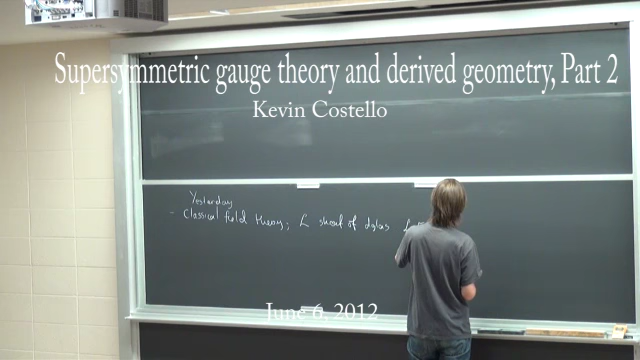 Supersymmetric gauge theory and derived geometry, Part 2
Kevin Costello
Yesterday
- Classical field theory; L sheaf of dglas L
June 6, 2012